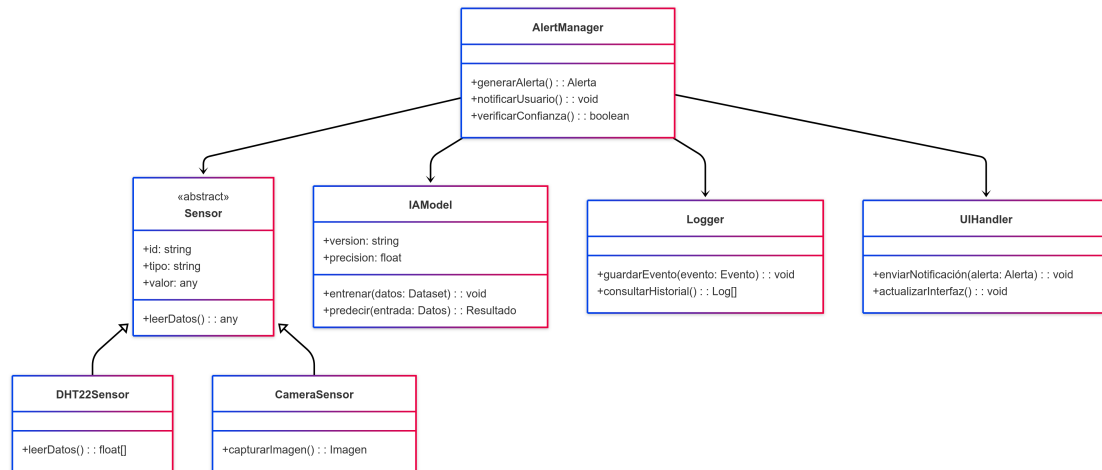 AlertManager
+generarAlerta() : : Alerta
+notificarUsuario() : : void
+verificarConfianza() : : boolean
«abstract»
Sensor
+id: string
+tipo: string
+valor: any
+leerDatos() : : any
IAModel
+version: string
+precision: float
+entrenar(datos: Dataset) : : void
+predecir(entrada: Datos) : : Resultado
Logger
+guardarEvento(evento: Evento) : : void
+consultarHistorial() : : Log[]
UIHandler
+enviarNotificación(alerta: Alerta) : : void
+actualizarInterfaz() : : void
DHT22Sensor
+leerDatos() : : float[]
CameraSensor
+capturarImagen() : : Imagen